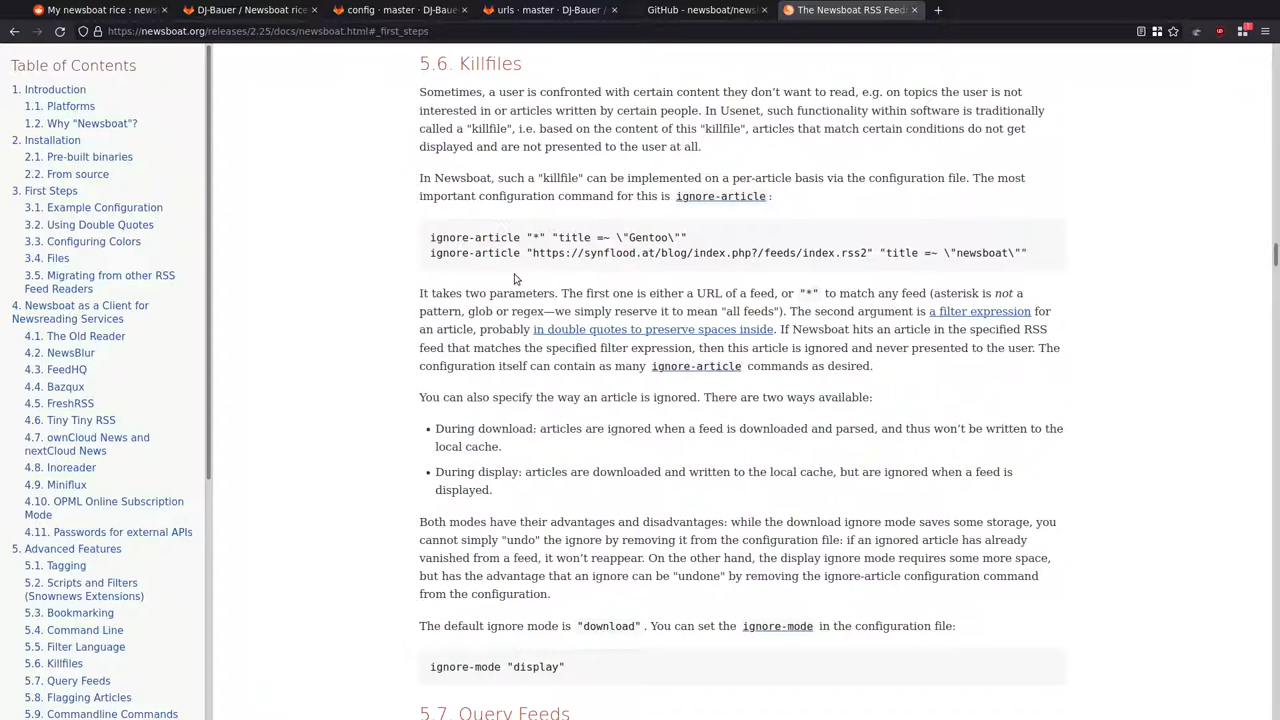 My newsboat rice : news
DJ-Bauer / Newsboat rice
config · master · DJ-Baue
urls · master · DJ-Bauer /
GitHub - newsboat/newsb
The Newsboat RSS Feed
https://newsboat.org/releases/2.25/docs/newsboat.html#_first_steps
Table of Contents
1. Introduction
1.1. Platforms
1.2. Why "Newsboat"?
2. Installation
2.1. Pre-built binaries
2.2. From source
3. First Steps
3.1. Example Configuration
3.2. Using Double Quotes
3.3. Configuring Colors
3.4. Files
3.5. Migrating from other RSS
Feed Readers
4. Newsboat as a Client for
Newsreading Services
4.1. The Old Reader
4.2. NewsBlur
4.3. FeedHQ
4.4. Bazqux
4.5. FreshRSS
4.6. Tiny Tiny RSS
4.7. ownCloud News and
nextCloud News
4.8. Inoreader
4.9. Miniflux
4.10. OPML Online Subscription
Mode
4.11. Passwords for external APIs
5. Advanced Features
5.1. Tagging
5.2. Scripts and Filters
(Snownews Extensions)
5.3. Bookmarking
5.4. Command Line
5.5. Filter Language
5.6. Killfiles
5.7. Query Feeds
5.8. Flagging Articles
5.9. Commandline Commands
5.6. Killfiles
Sometimes, a user is confronted with certain content they don't want to read, e.g. on topics the user is not
interested in or articles written by certain people. In Usenet, such functionality within software is traditionally
called a "killfile", i.e. based on the content of this "killfile", articles that match certain conditions do not get
displayed and are not presented to the user at all.
In Newsboat, such a "killfile" can be implemented on a per-article basis via the configuration file. The most
important configuration command for this is ignore-article:
ignore-article "*" "title =~ \"Gentoo\""
ignore-article "https://synflood.at/blog/index.php?/feeds/index.rss2" "title =~ \"newsboat\""
It takes two parameters. The first one is either a URL of a feed, or "*" to match any feed (asterisk is not a
pattern, glob or regex—we simply reserve it to mean "all feeds"). The second argument is a filter expression for
an article, probably in double quotes to preserve spaces inside. If Newsboat hits an article in the specified RSS
feed that matches the specified filter expression, then this article is ignored and never presented to the user. The
configuration itself can contain as many ignore-article commands as desired.
You can also specify the way an article is ignored. There are two ways available:
• During download: articles are ignored when a feed is downloaded and parsed, and thus won't be written to the
local cache.
• During display: articles are downloaded and written to the local cache, but are ignored when a feed is
displayed.
Both modes have their advantages and disadvantages: while the download ignore mode saves some storage, you
cannot simply "undo" the ignore by removing it from the configuration file: if an ignored article has already
vanished from a feed, it won't reappear. On the other hand, the display ignore mode requires some more space,
but has the advantage that an ignore can be "undone" by removing the ignore-article configuration command
from the configuration.
The default ignore mode is "download". You can set the ignore-mode in the configuration file:
ignore-mode "display"
5.7. Query Feeds